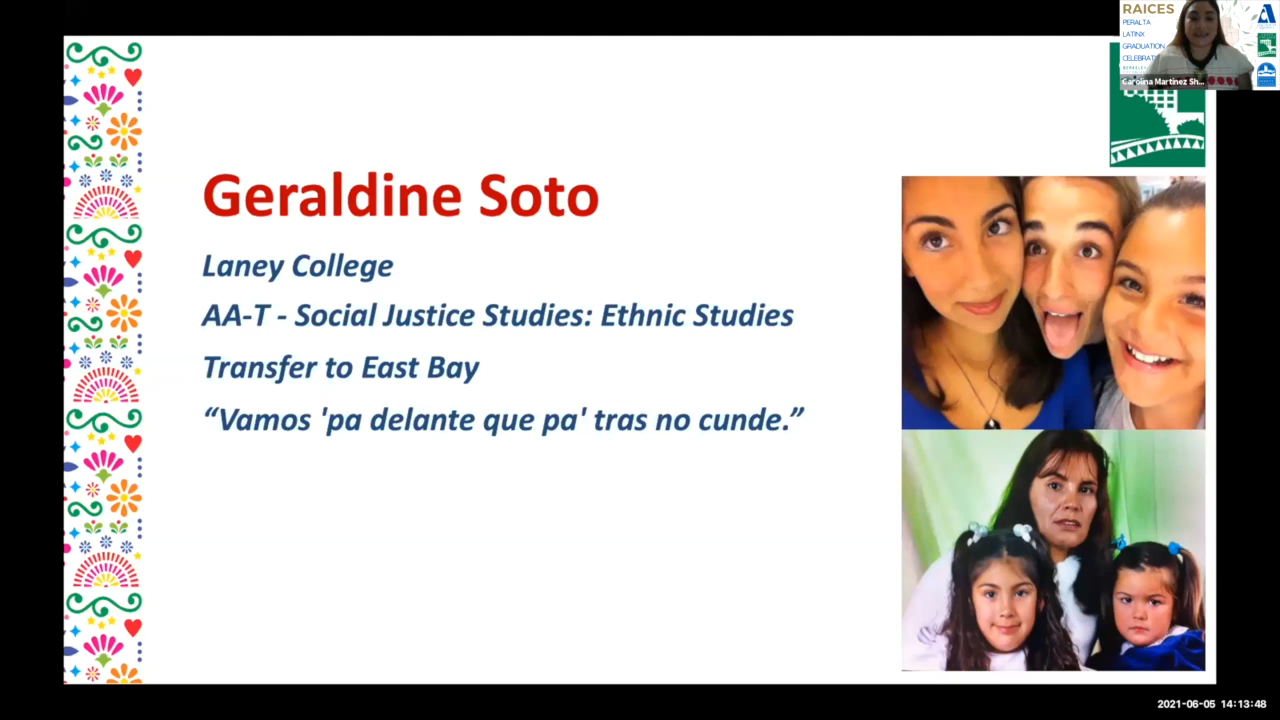 RAICES
PERALTA
LATINX
GRADUATION
Carolina Martinez Sh...
Geraldine Soto
Laney College
AA-T - Social Justice Studies: Ethnic Studies
Transfer to East Bay
“Vamos 'pa delante que pa' tras no cunde.”
2021-06-05 14:13:48